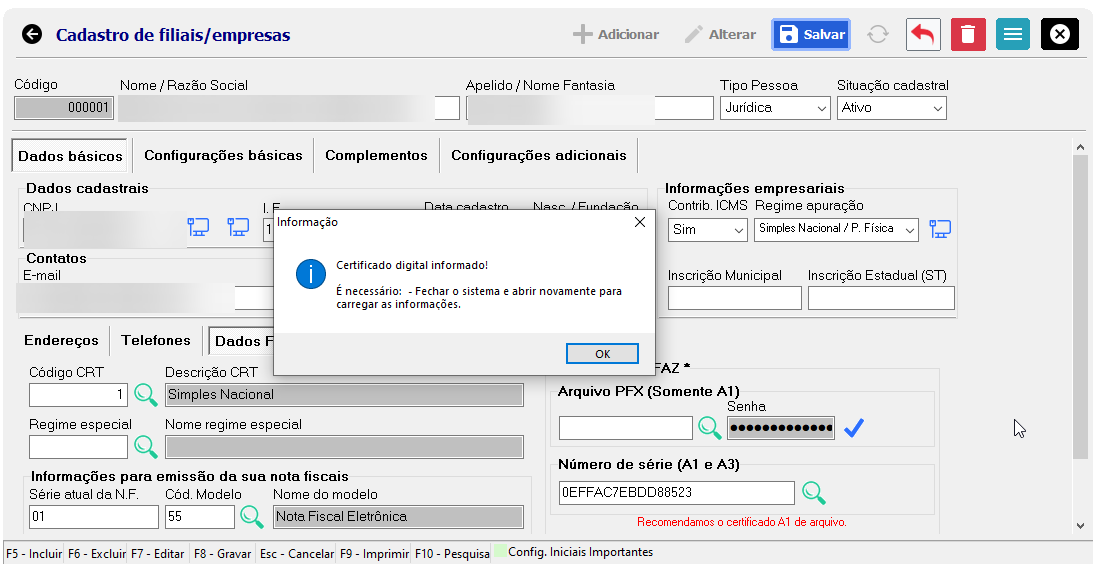 Cadastro de filiais/empresas
Adicionar
Alterar
Salvar
Código
Nome / Razão Social
Apelido / Nome Fantasia
Tipo Pessoa
Situação cadastral
000001
Jurídica
Ativo
Dados básicos
Configurações básicas
Complementos
Configurações adicionais
Dados cadastrais
CNPJ
I. E
Data cadastro
Nasc. / Fundação
1
Informações empresariais
Contrib. ICMS
Regime apuração
Sim
Simples Nacional / P. Física
Inscrição Municipal
Inscrição Estadual (ST)
Contatos
E-mail
Informação
Certificado digital informado!
É necessário: - Fechar o sistema e abrir novamente para
carregar as informações.
OK
Endereços
Telefones
Dados F
Código CRT
Descrição CRT
1
Simples Nacional
Regime especial
Nome regime especial
Informações para emissão da sua nota fiscais
Série atual da N.F.
Cód. Modelo
Nome do modelo
01
55
Nota Fiscal Eletrônica
FAZ *
Arquivo PFX (Somente A1)
Senha
Número de série (A1 e A3)
0EFFAC7EBDD88523
Recomendamos o certificado A1 de arquivo.
F5 - Incluir
F6 - Excluir
F7 - Editar
F8 - Gravar
Esc - Cancelar
F9 - Imprimir
F10 - Pesquisa
Config. Iniciais Importantes